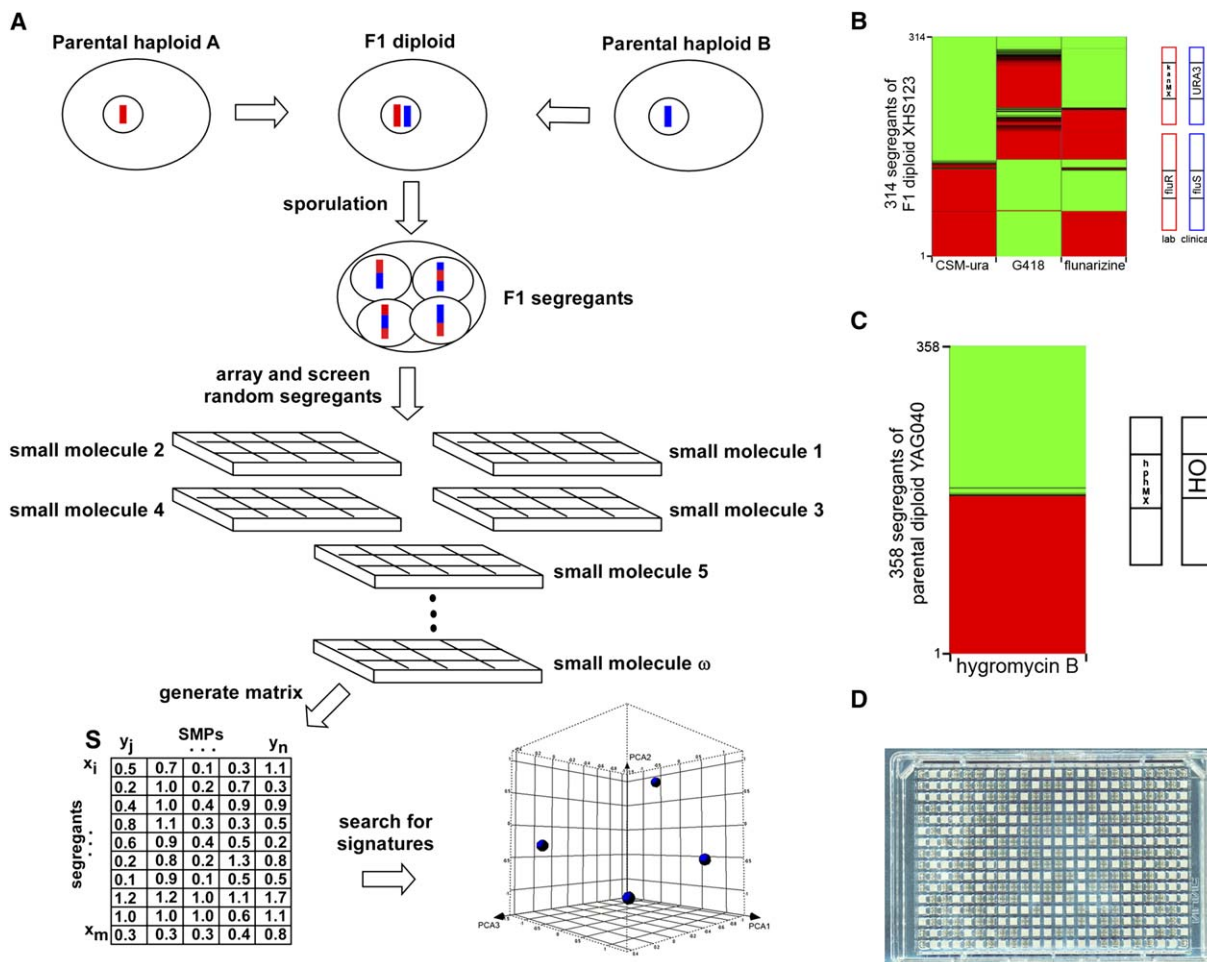 A
Parental haploid A
F1 diploid
Parental haploid B
sporulation
F1 segregants
array and screen
random segregants
small molecule 2
small molecule 1
small molecule 4
small molecule 3
small molecule 5
small molecule ω
generate matrix
S
SMPs
yj
. . .
yn
xi
0.5 0.7 0.1 0.3 1.1
0.2 1.0 0.2 0.7 0.3
0.4 1.0 0.4 0.9 0.9
0.8 1.1 0.3 0.3 0.5
0.6 0.9 0.4 0.5 0.2
0.2 0.8 0.2 1.3 0.8
0.1 0.9 0.1 0.5 0.5
1.2 1.2 1.0 1.1 1.7
1.0 1.0 1.0 0.6 1.1
xm
0.3 0.3 0.3 0.4 0.8
segregants
. . .
search for
signatures
PCA2
PCA3
PCA1
B
314
314 segregants of
F1 diploid XHS123
1
CSM-ura
G418
flunarizine
kanMX
URA3
fluR
fluS
lab
clinical
C
358
358 segregants of
parental diploid YAG040
1
hygromycin B
hphMX
HO
D